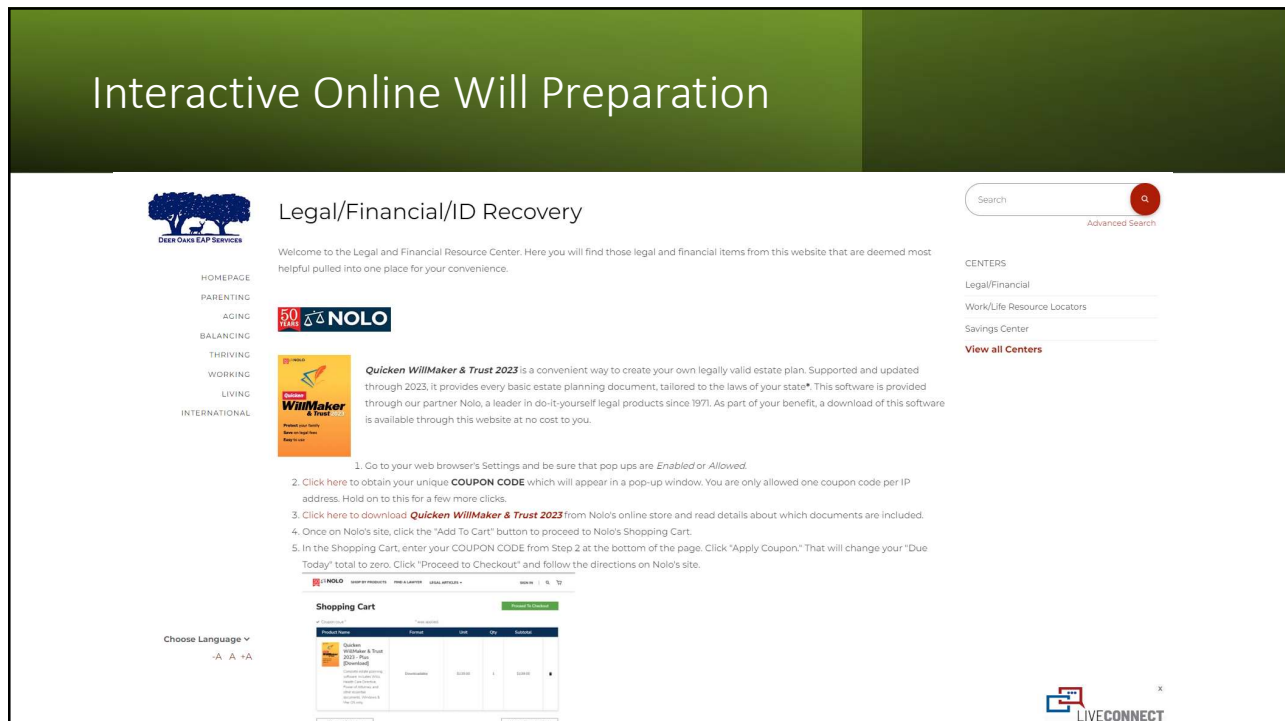 Interactive Online Will Preparation
DEER OAKS EAP SERVICES
HOMEPAGE
PARENTING
AGING
BALANCING
THRIVING
WORKING
LIVING
INTERNATIONAL
Choose Language
-A A +A
Legal/Financial/ID Recovery
Welcome to the Legal and Financial Resource Center. Here you will find those legal and financial items from this website that are deemed most
helpful pulled into one place for your convenience.
50 YEARS NOLO
NOLO
Quicken
WillMaker
& Trust 2023
Protect your family
Save on legal fees
Easy to use
Quicken WillMaker & Trust 2023 is a convenient way to create your own legally valid estate plan. Supported and updated
through 2023, it provides every basic estate planning document, tailored to the laws of your state*. This software is provided
through our partner Nolo, a leader in do-it-yourself legal products since 1971. As part of your benefit, a download of this software
is available through this website at no cost to you.
1. Go to your web browser's Settings and be sure that pop ups are Enabled or Allowed.
2. Click here to obtain your unique COUPON CODE which will appear in a pop-up window. You are only allowed one coupon code per IP
address. Hold on to this for a few more clicks.
3. Click here to download Quicken WillMaker & Trust 2023 from Nolo's online store and read details about which documents are included.
4. Once on Nolo's site, click the "Add To Cart" button to proceed to Nolo's Shopping Cart.
5. In the Shopping Cart, enter your COUPON CODE from Step 2 at the bottom of the page. Click "Apply Coupon." That will change your "Due
Today" total to zero. Click "Proceed to Checkout" and follow the directions on Nolo's site.
NOLO SHOP BY PRODUCTS FIND A LAWYER LEGAL ARTICLES SIGN IN
Shopping Cart
Proceed To Checkout
Product Name Format Unit Qty Subtotal
Quicken
WillMaker & Trust
2023 - Plus
[Download]
Downloadable 1
Search
Advanced Search
CENTERS
Legal/Financial
Work/Life Resource Locators
Savings Center
View all Centers
x
LIVECONNECT